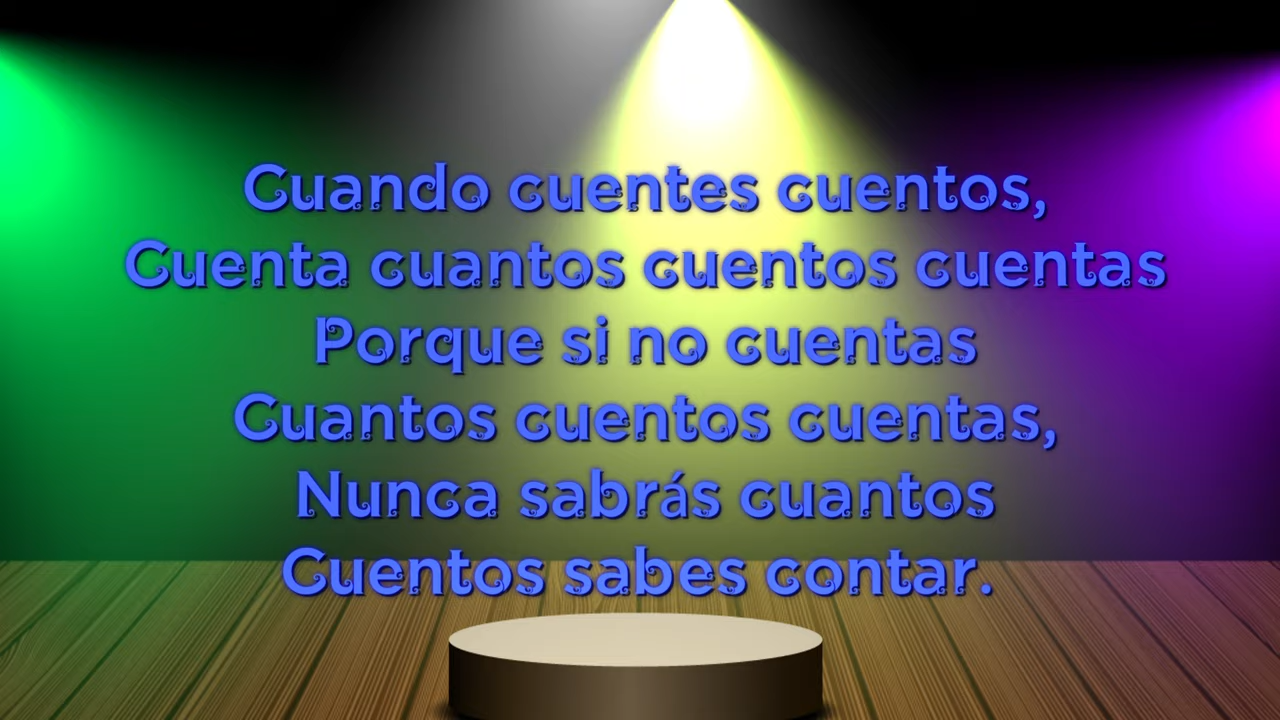 Cuando cuentes cuentos,
Cuenta cuantos cuentos cuentas
Porque si no cuentas
Cuantos cuentos cuentas,
Nunca sabrás cuantos
Cuentos sabes contar.